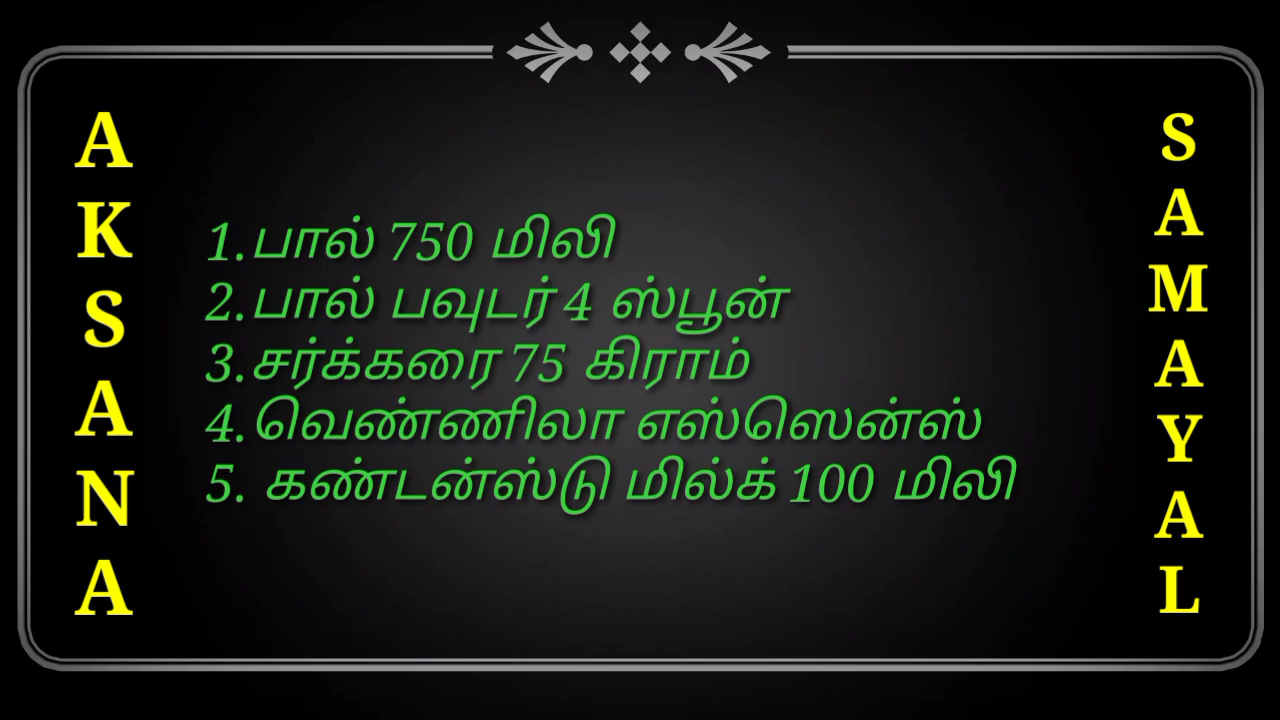 AKSANA
1.பால் 750 மிலி
2.பால் பவுடர் 4 ஸ்பூன்
3.சர்க்கரை 75 கிராம்
4.வெண்ணிலா எஸ்ஸென்ஸ்
5. கண்டன்ஸ்டு மில்க் 100 மிலி
SAMAYAL